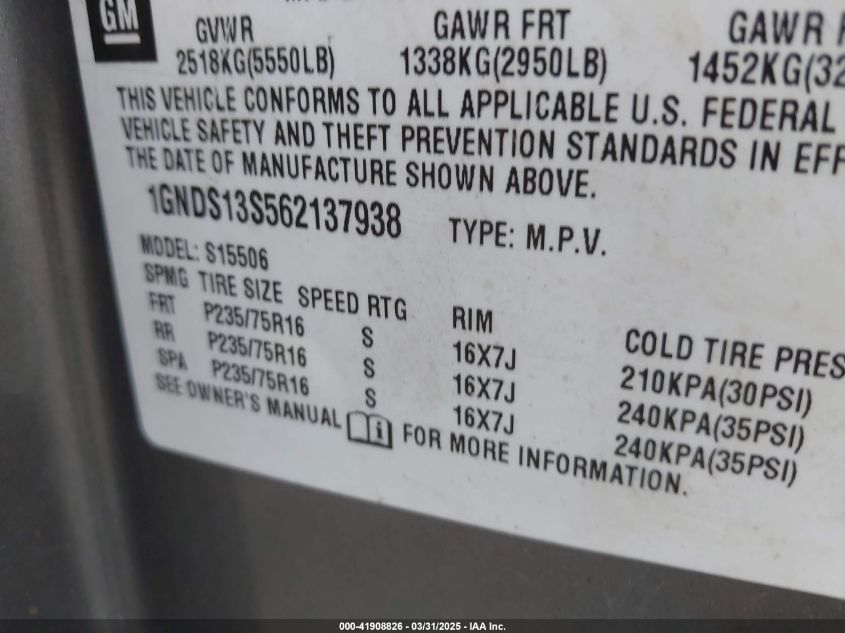 GM
GVWR GAWR FRT GAWR
2518KG(5550LB) 1338KG(2950LB) 1452KG(32
THIS VEHICLE CONFORMS TO ALL APPLICABLE U.S. FEDERAL
VEHICLE SAFETY AND THEFT PREVENTION STANDARDS IN EFF
THE DATE OF MANUFACTURE SHOWN ABOVE.
1GNDS13S562137938 TYPE: M.P.V.
MODEL: S15506
SPMG TIRE SIZE SPEED RTG RIM COLD TIRE PRES
FRT P235/75R16 S 16X7J 210KPA(30PSI)
RR P235/75R16 S 16X7J 240KPA(35PSI)
SPA P235/75R16 S 16X7J 240KPA(35PSI)
SEE OWNER'S MANUAL i FOR MORE INFORMATION.
000-41908826 - 03/31/2025 - IAA Inc.